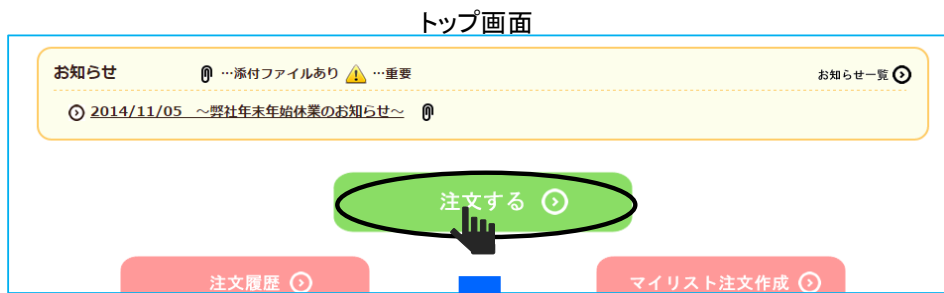 トップ画面
お知らせ …添付ファイルあり …重要 お知らせ一覧
2014/11/05 ～弊社年末年始休業のお知らせ～
注文する
注文履歴 マイリスト注文作成